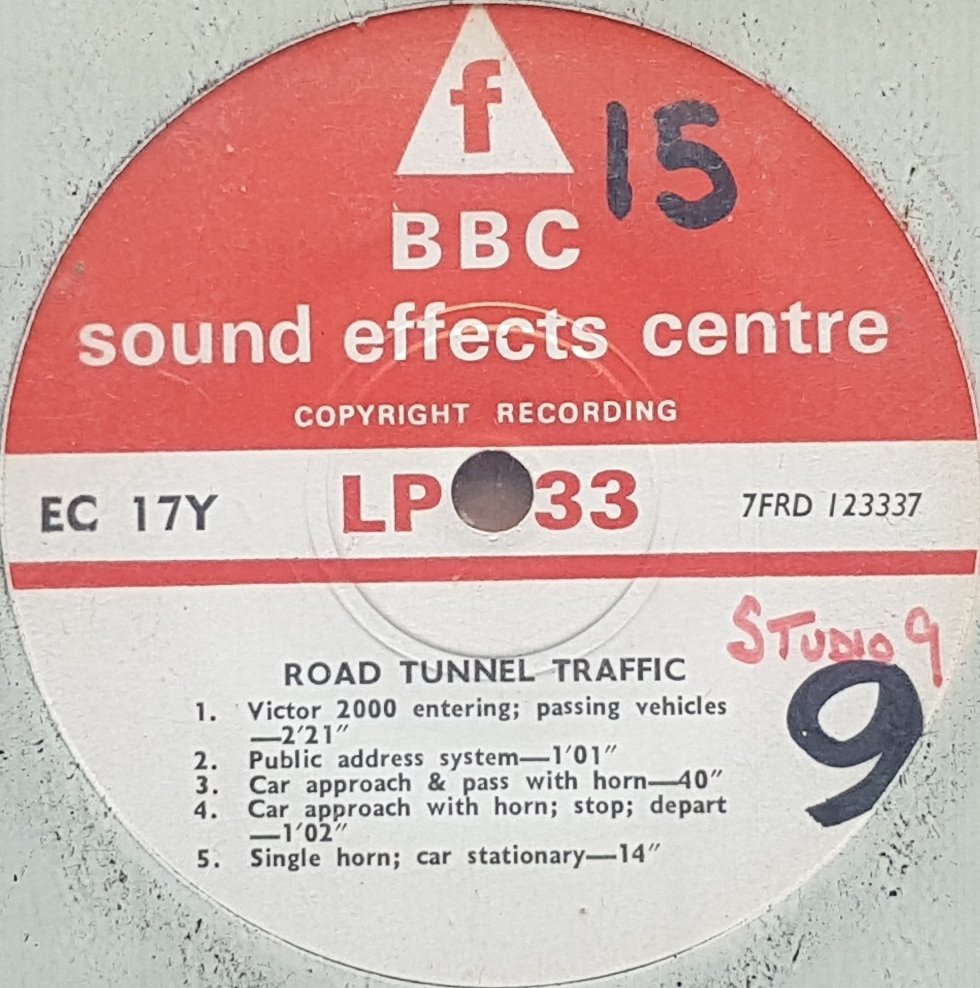 f
15
BBC
sound effects centre
COPYRIGHT RECORDING
EC 17Y LP 33 7FRD 123337
STUDIO 9
9
ROAD TUNNEL TRAFFIC
1. Victor 2000 entering; passing vehicles
—2′21″
2. Public address system—1′01″
3. Car approach & pass with horn—40″
4. Car approach with horn; stop; depart
—1′02″
5. Single horn; car stationary—14″